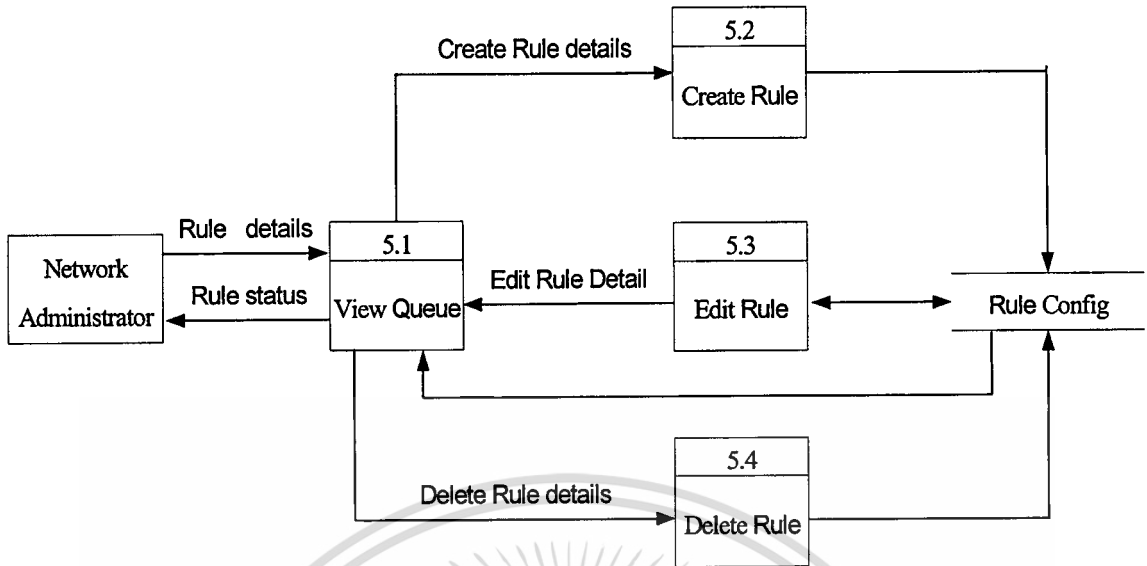 5.2
Create Rule details
Create Rule
Rule details
5.1
5.3
Network
Administrator
Edit Rule Detail
Rule status
View Queue
Edit Rule
Rule Config
5.4
Delete Rule details
Delete Rule